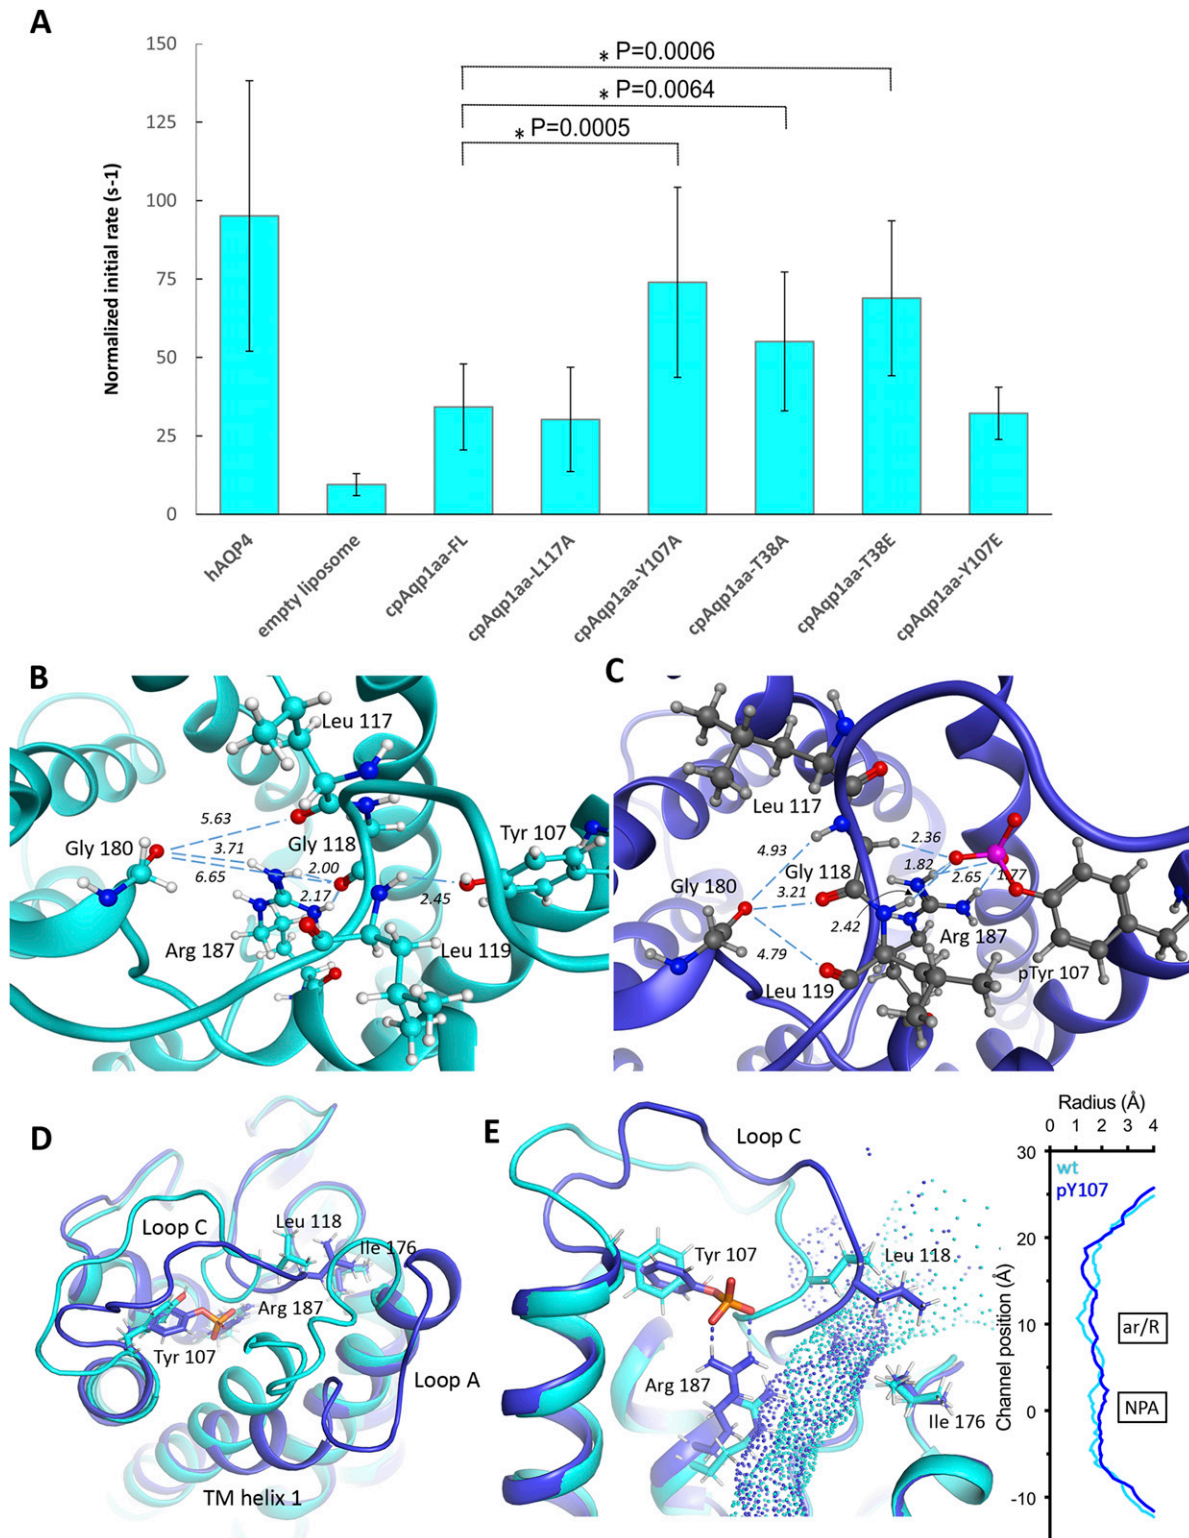 A
Normalized initial rate (s-1)
150
125
100
75
50
25
0
* P=0.0006
* P=0.0064
* P=0.0005
hAQP4
empty liposome
cpAqp1aa-FL
cpAqp1aa-L117A
cpAqp1aa-Y107A
cpAqp1aa-T38A
cpAqp1aa-T38E
cpAqp1aa-Y107E
B
Leu 117
5.63
Gly 180
3.71
Gly 118
Tyr 107
6.65
2.00
2.17
2.45
Arg 187
Leu 119
C
Leu 117
2.36
4.93
Gly 118
1.82
2.65
1.77
Gly 180
3.21
2.42
Arg 187
4.79
pTyr 107
Leu 119
D
Loop C
Leu 118
Ile 176
Arg 187
Tyr 107
Loop A
TM helix 1
E
Loop C
Tyr 107
Leu 118
Arg 187
Ile 176
Radius (Å)
0 1 2 3 4
30
wt
pY107
20
Channel position (Å)
10
ar/R
0
NPA
-10